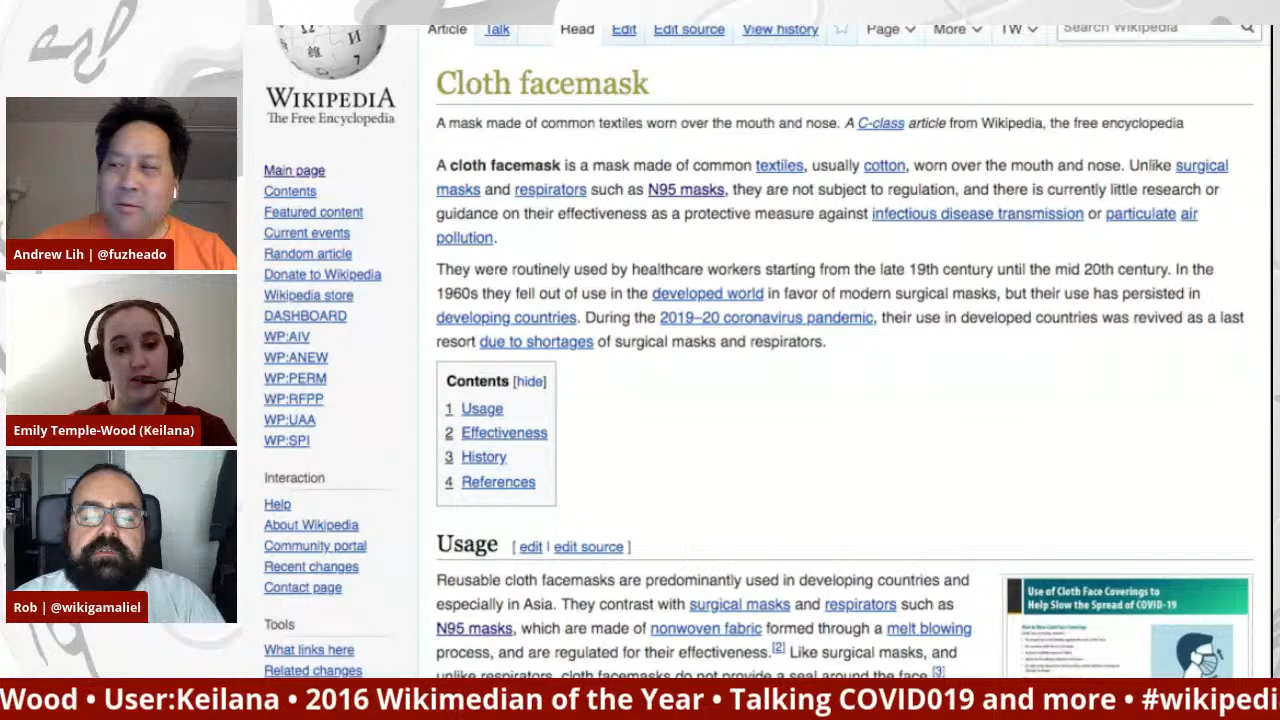 Article Talk Read Edit Edit source View history Page More TW Search Wikipedia
WIKIPEDIA
The Free Encyclopedia
Main page
Contents
Featured content
Current events
Random article
Donate to Wikipedia
Wikipedia store
DASHBOARD
WP:AIV
WP:ANEW
WP:PERM
WP:RFPP
WP:UAA
WP:SPI
Interaction
Help
About Wikipedia
Community portal
Recent changes
Contact page
Tools
What links here
Related changes
Cloth facemask
A mask made of common textiles worn over the mouth and nose. A C-class article from Wikipedia, the free encyclopedia
A cloth facemask is a mask made of common textiles, usually cotton, worn over the mouth and nose. Unlike surgical
masks and respirators such as N95 masks, they are not subject to regulation, and there is currently little research or
guidance on their effectiveness as a protective measure against infectious disease transmission or particulate air
pollution.
They were routinely used by healthcare workers starting from the late 19th century until the mid 20th century. In the
1960s they fell out of use in the developed world in favor of modern surgical masks, but their use has persisted in
developing countries. During the 2019–20 coronavirus pandemic, their use in developed countries was revived as a last
resort due to shortages of surgical masks and respirators.
Contents [hide]
1 Usage
2 Effectiveness
3 History
4 References
Usage [ edit | edit source ]
Reusable cloth facemasks are predominantly used in developing countries and
especially in Asia. They contrast with surgical masks and respirators such as
N95 masks, which are made of nonwoven fabric formed through a melt blowing
process, and are regulated for their effectiveness.[2] Like surgical masks, and
unlike respirators, cloth facemasks do not provide a seal around the face.[3]
Use of Cloth Face Coverings to
Help Slow the Spread of COVID-19
Andrew Lih | @fuzheado
Emily Temple-Wood (Keilana)
Rob | @wikigamaliel
Wood • User:Keilana • 2016 Wikimedian of the Year • Talking COVID019 and more • #wikipedi